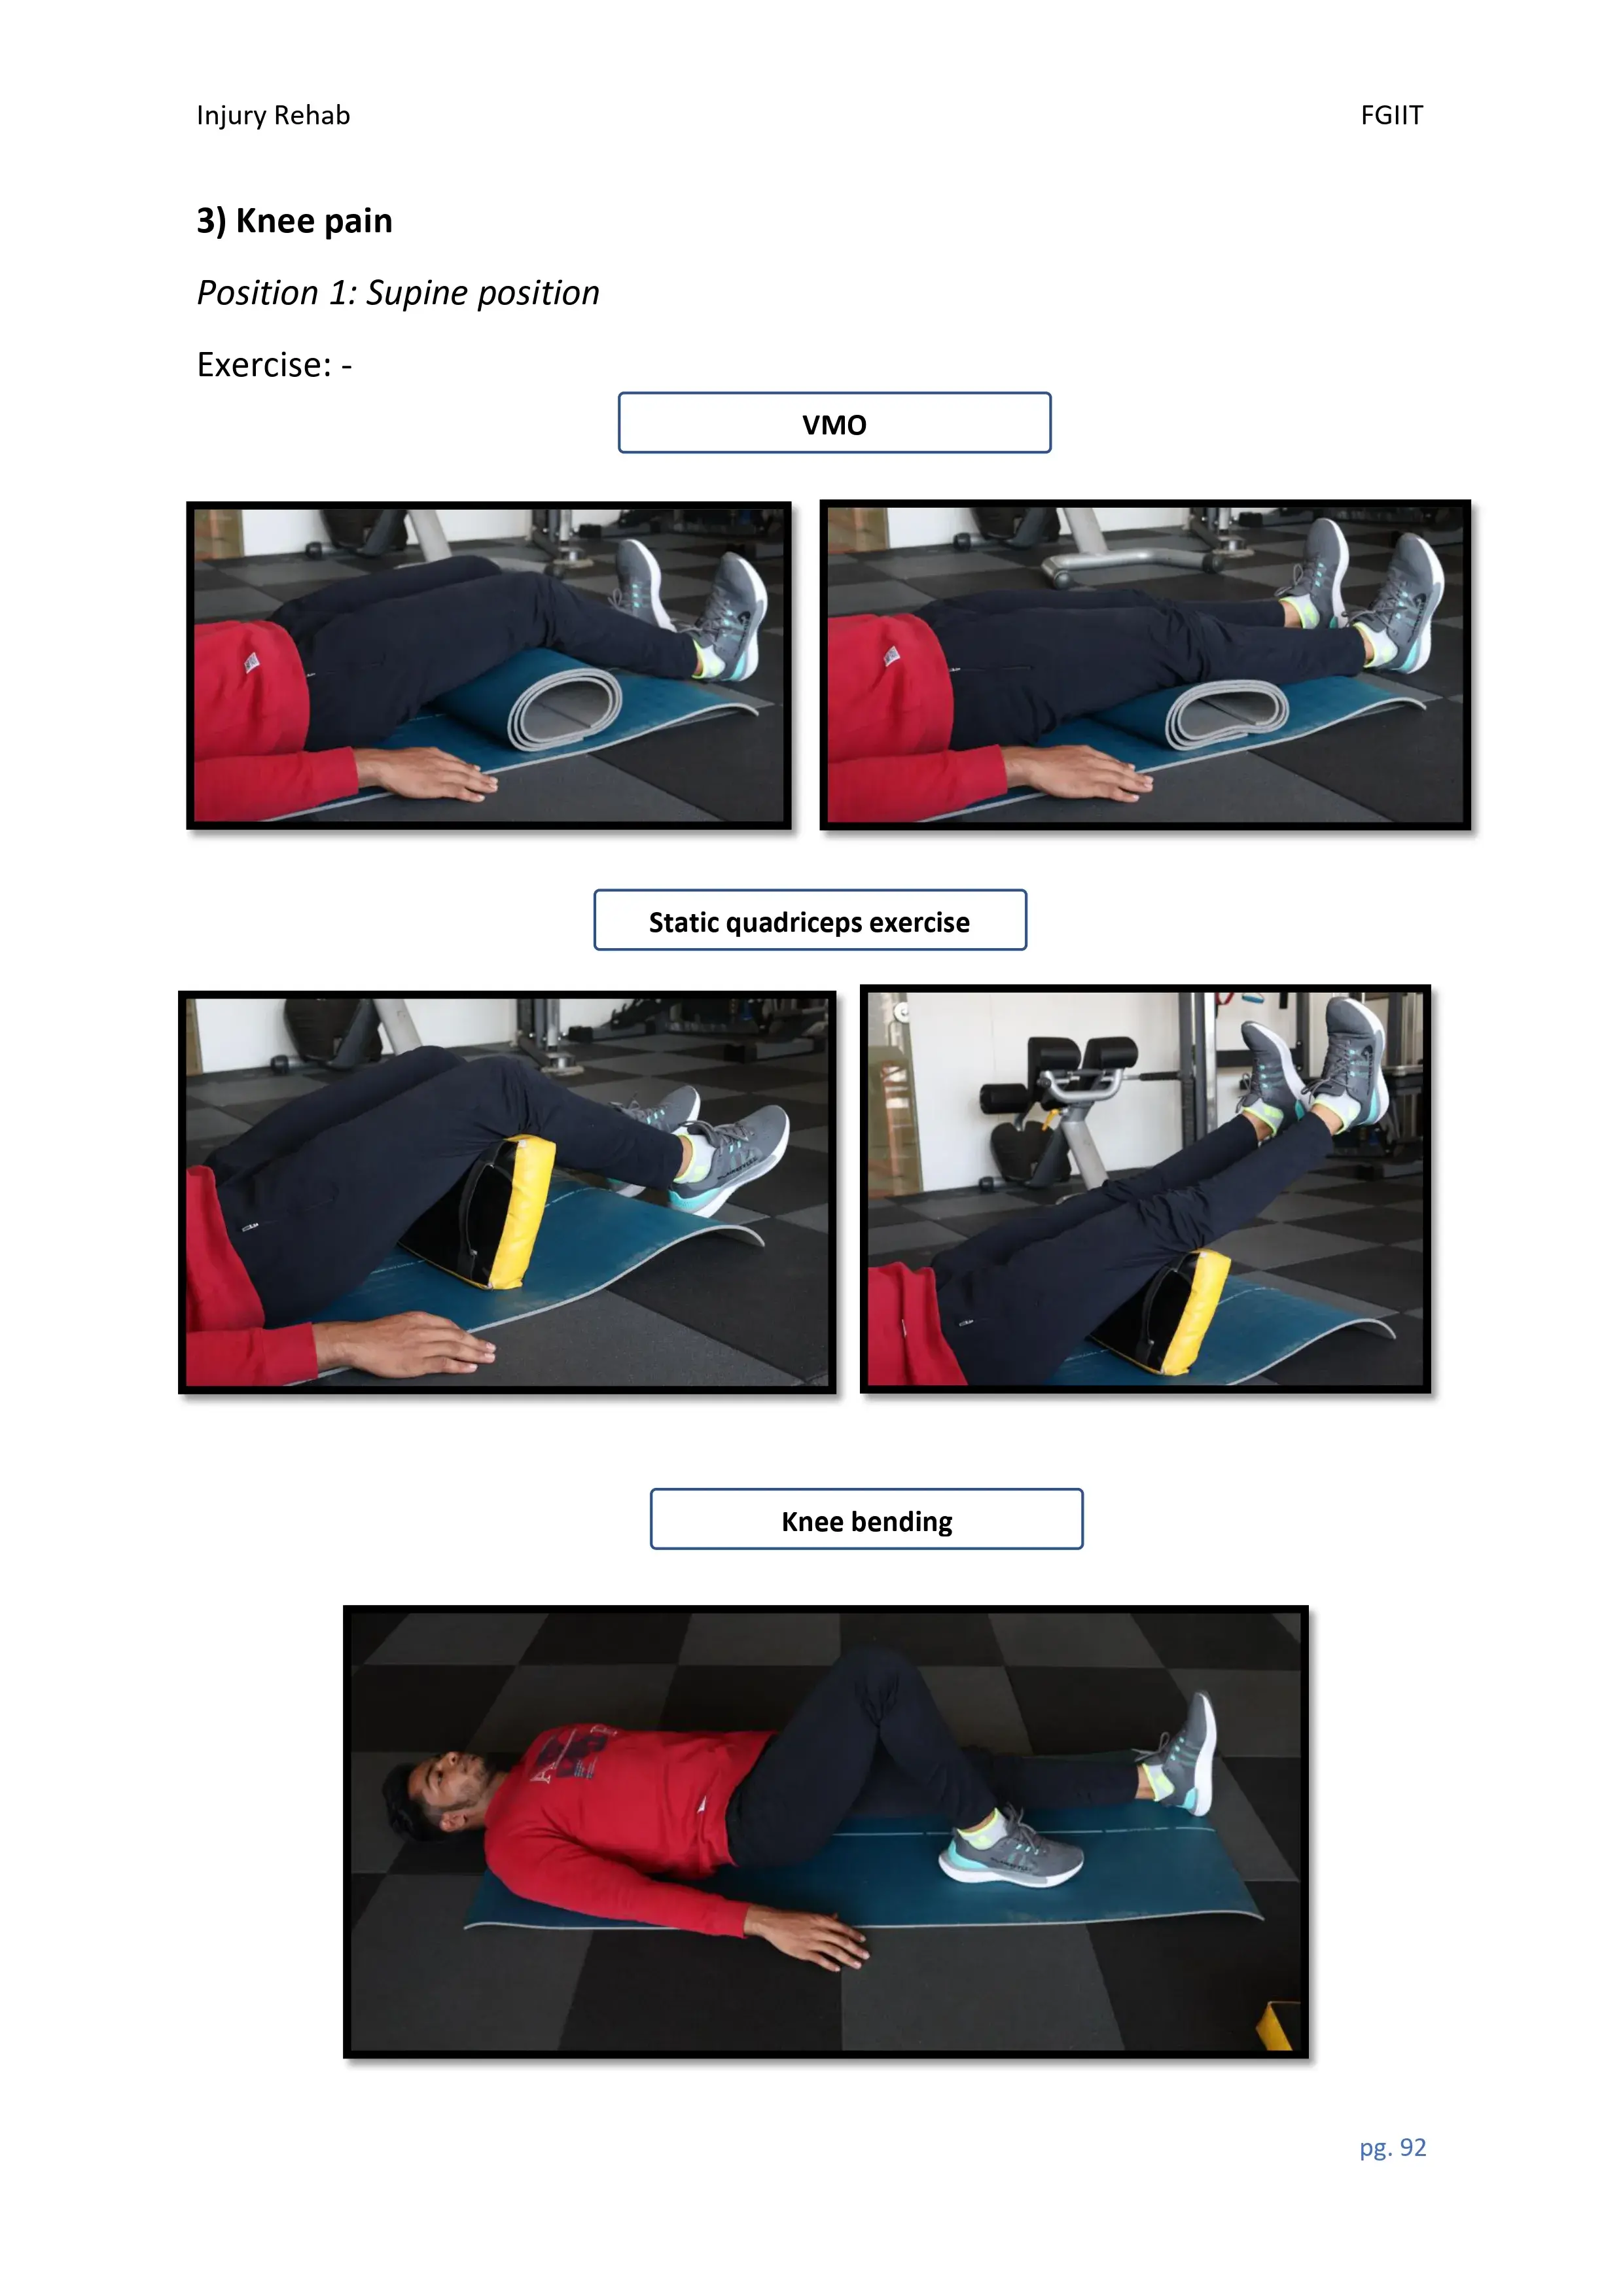 Injury Rehab FGIIT
3) Knee pain
Position 1: Supine position
Exercise: -
VMO
Static quadriceps exercise
Knee bending
pg. 92